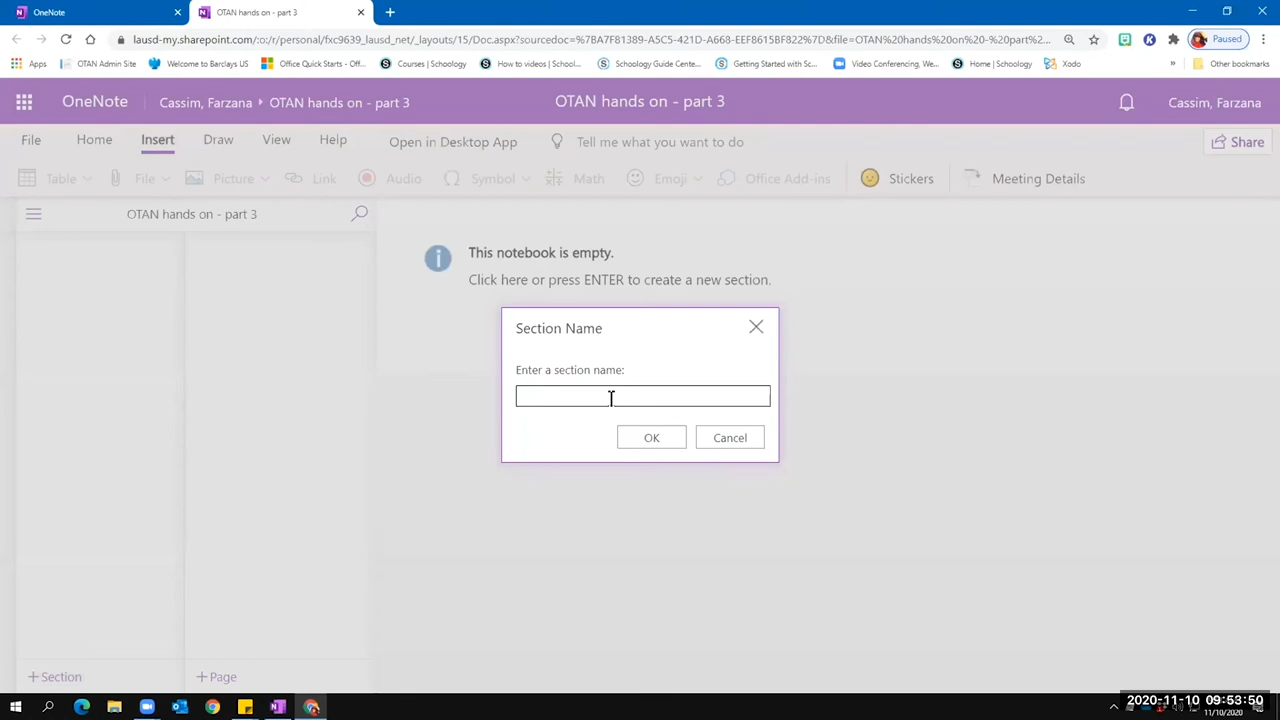 OneNote
OTAN hands on - part 3
lausd-my.sharepoint.com/:o:/r/personal/fxc9639_lausd_net/_layouts/15/Doc.aspx?sourcedoc=%7BA7F81389-A5C5-421D-A668-EEF8615BF822%7D&file=OTAN%20hands%20on%20-%20part%2...
Paused
Apps
OTAN Admin Site
Welcome to Barclays US
Office Quick Starts - Off...
Courses | Schoology
How to videos | School...
Schoology Guide Cente...
Getting Started with Sc...
Video Conferencing, We...
Home | Schoology
Xodo
»
Other bookmarks
OneNote
Cassim, Farzana
OTAN hands on - part 3
OTAN hands on - part 3
Cassim, Farzana
File
Home
Insert
Draw
View
Help
Open in Desktop App
Tell me what you want to do
Share
Table
File
Picture
Link
Audio
Symbol
Math
Emoji
Office Add-ins
Stickers
Meeting Details
OTAN hands on - part 3
This notebook is empty.
Click here or press ENTER to create a new section.
Section Name
Enter a section name:
OK
Cancel
+ Section
+ Page
2020-11-10 09:53:50
11/10/2020